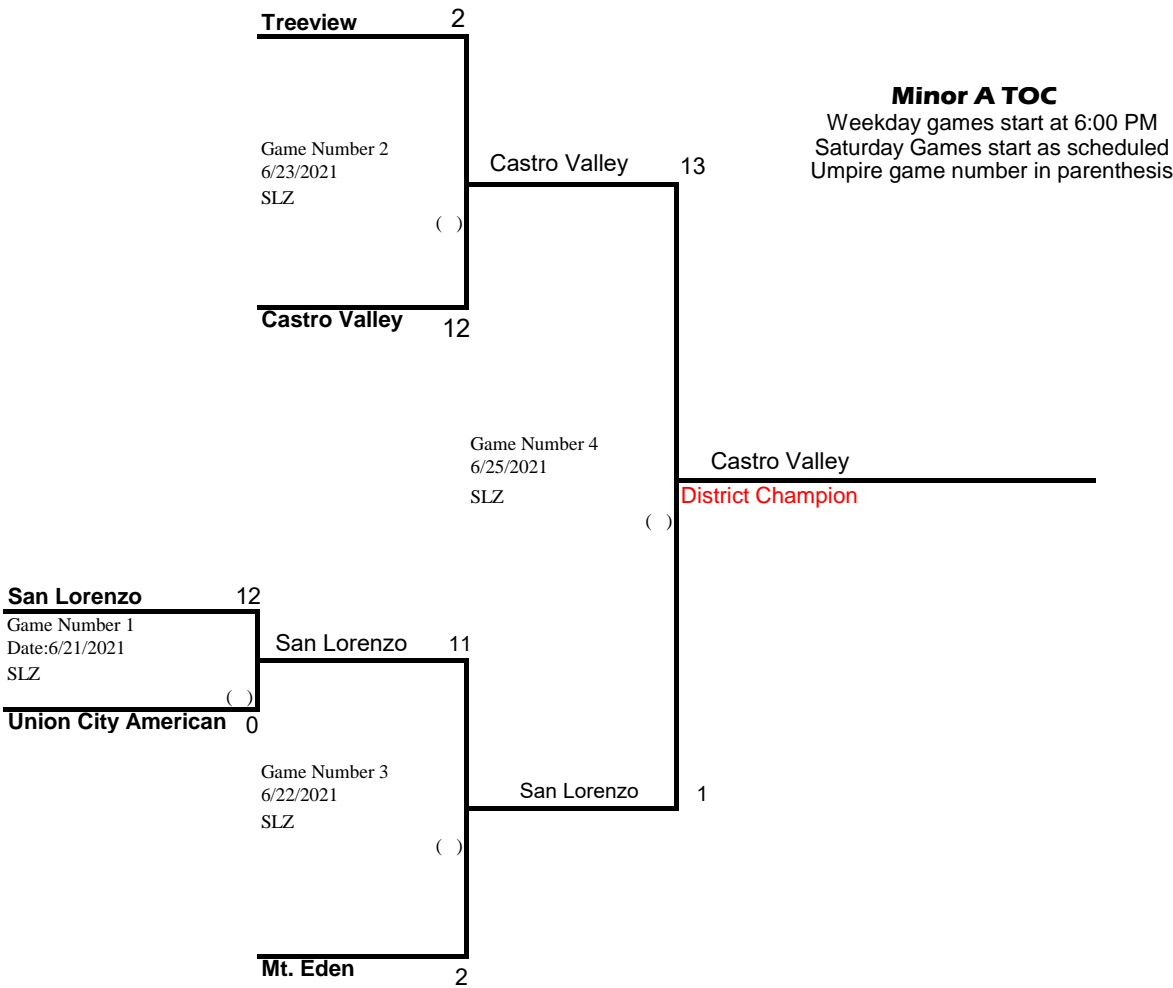 Treeview 2
Minor A TOC
Weekday games start at 6:00 PM
Saturday Games start as scheduled
Umpire game number in parenthesis
Game Number 2
6/23/2021
SLZ
( )
Castro Valley 13
Castro Valley 12
Game Number 4
6/25/2021
SLZ
( )
Castro Valley
District Champion
San Lorenzo 12
Game Number 1
Date:6/21/2021
SLZ
( )
Union City American 0
San Lorenzo 11
Game Number 3
6/22/2021
SLZ
( )
San Lorenzo 1
Mt. Eden 2